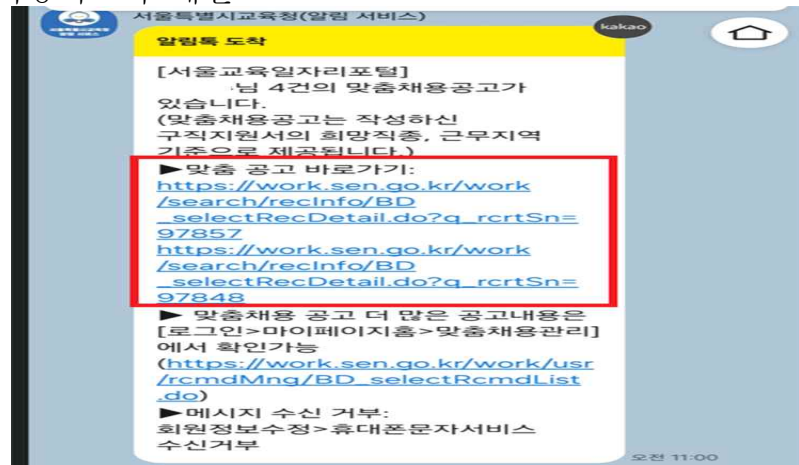 서울특별시교육청(알림 서비스)
kakao
알림톡 도착
[서울교육일자리포털]
님 4건의 맞춤채용공고가
있습니다.
(맞춤채용공고는 작성하신
구직지원서의 희망직종, 근무지역
기준으로 제공됩니다.)
▶맞춤 공고 바로가기:
https://work.sen.go.kr/work
/search/recInfo/BD
_selectRecDetail.do?q_rcrtSn=
97857
https://work.sen.go.kr/work
/search/recInfo/BD
_selectRecDetail.do?q_rcrtSn=
97848
▶ 맞춤채용 공고 더 많은 공고내용은
[로그인>마이페이지홈>맞춤채용관리]
에서 확인가능
(https://work.sen.go.kr/work/usr
/rcmdMng/BD_selectRcmdList
.do)
▶메시지 수신 거부:
회원정보수정>휴대폰문자서비스
수신거부
오전 11:00